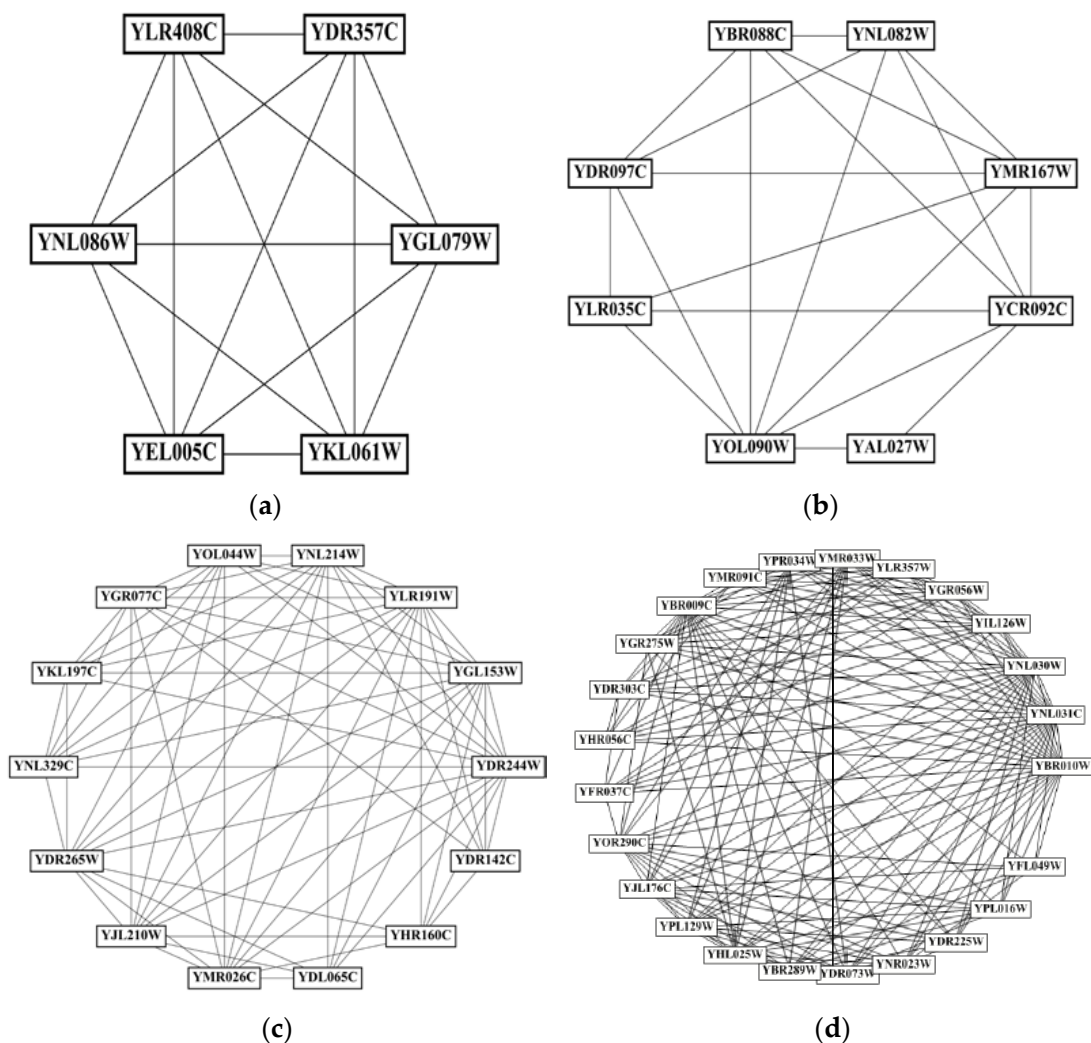 YLR408C YDR357C
YNL086W YGL079W
YEL005C YKL061W
(a)
YBR088C YNL082W
YDR097C YMR167W
YLR035C YCR092C
YOL090W YAL027W
(b)
YOL044W YNL214W
YGR077C YLR191W
YKL197C YGL153W
YNL329C YDR244W
YDR265W YDR142C
YJL210W YHR160C
YMR026C YDL065C
(c)
YPR034W YMR033W
YMR091C YLR357W
YBR009C YGR056W
YGR275W YIL126W
YDR303C YNL030W
YHR056C YNL031C
YFR037C YBR010W
YOR290C YFL049W
YJL176C YPL016W
YPL129W YDR225W
YHL025W YNR023W
YBR289W YDR073W
(d)